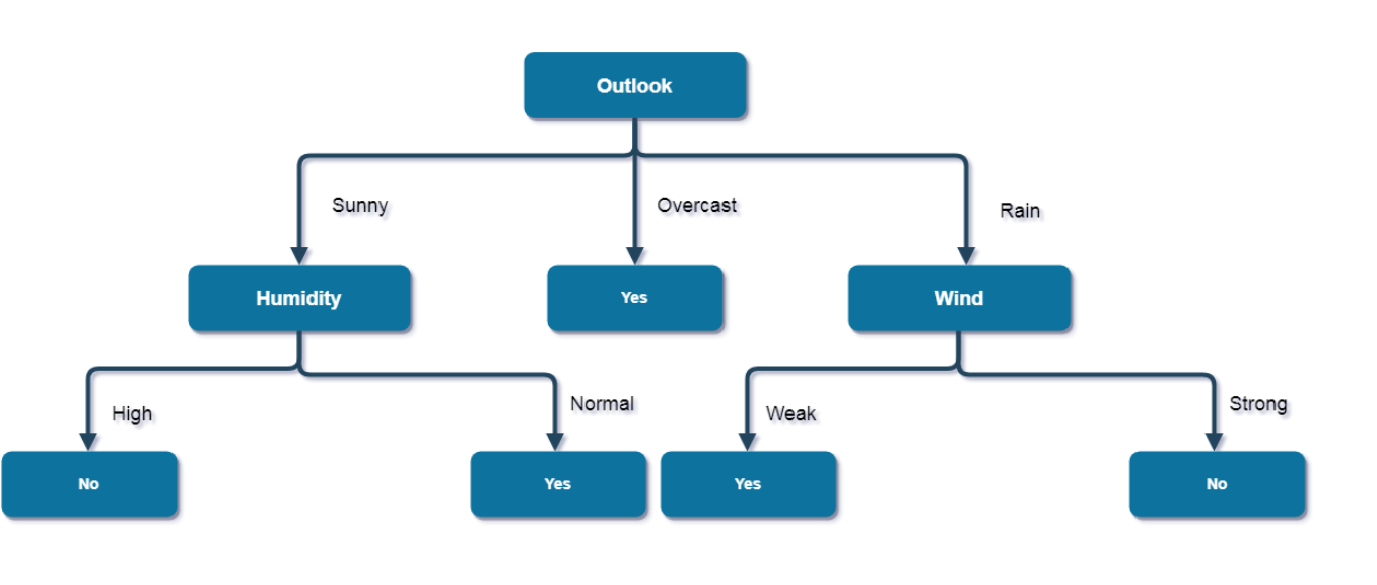 Outlook
Sunny
Overcast
Rain
Humidity
Yes
Wind
High
Normal
Weak
Strong
No
Yes
Yes
No